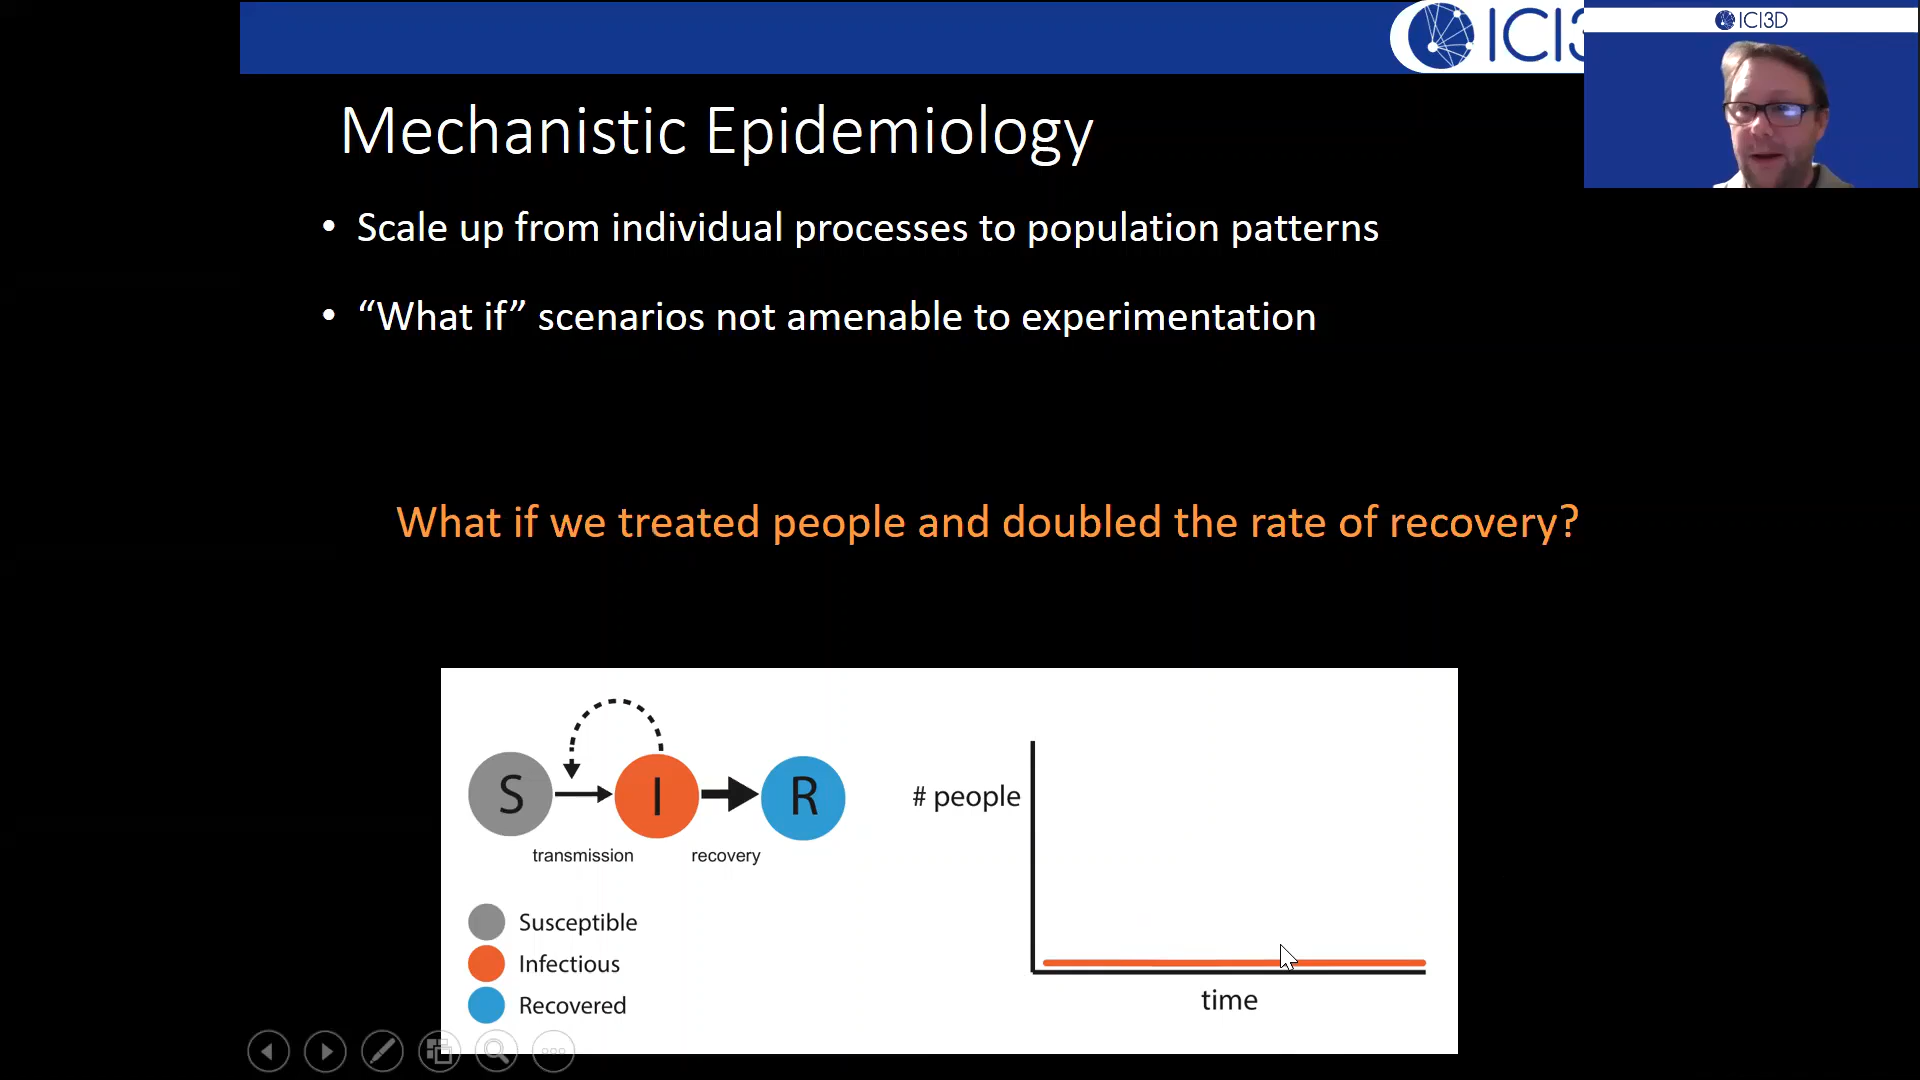 ICI3
ICI3D
Mechanistic Epidemiology
• Scale up from individual processes to population patterns
• “What if” scenarios not amenable to experimentation
What if we treated people and doubled the rate of recovery?
S
I
R
transmission
recovery
Susceptible
Infectious
Recovered
# people
time